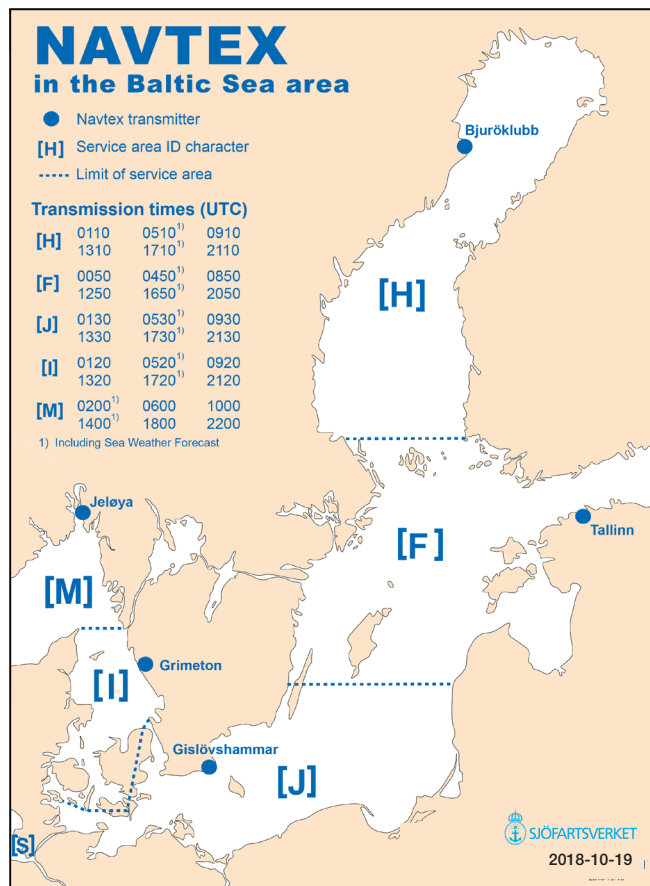 NAVTEX
in the Baltic Sea area
Navtex transmitter
[H] Service area ID character
Limit of service area
Transmission times (UTC)
[H] 0110 0510 1) 0910
1310 1710 1) 2110
[F] 0050 0450 1) 0850
1250 1650 1) 2050
[J] 0130 0530 1) 0930
1330 1730 1) 2130
[I] 0120 0520 1) 0920
1320 1720 1) 2120
[M] 0200 1) 0600 1000
1400 1) 1800 2200
1) Including Sea Weather Forecast
Bjuröklubb
[H]
Jeløya
Tallinn
[F]
[M]
Grimeton
[I]
Gislövshammar
[J]
[S]
SJÖFARTSVERKET
2018-10-19